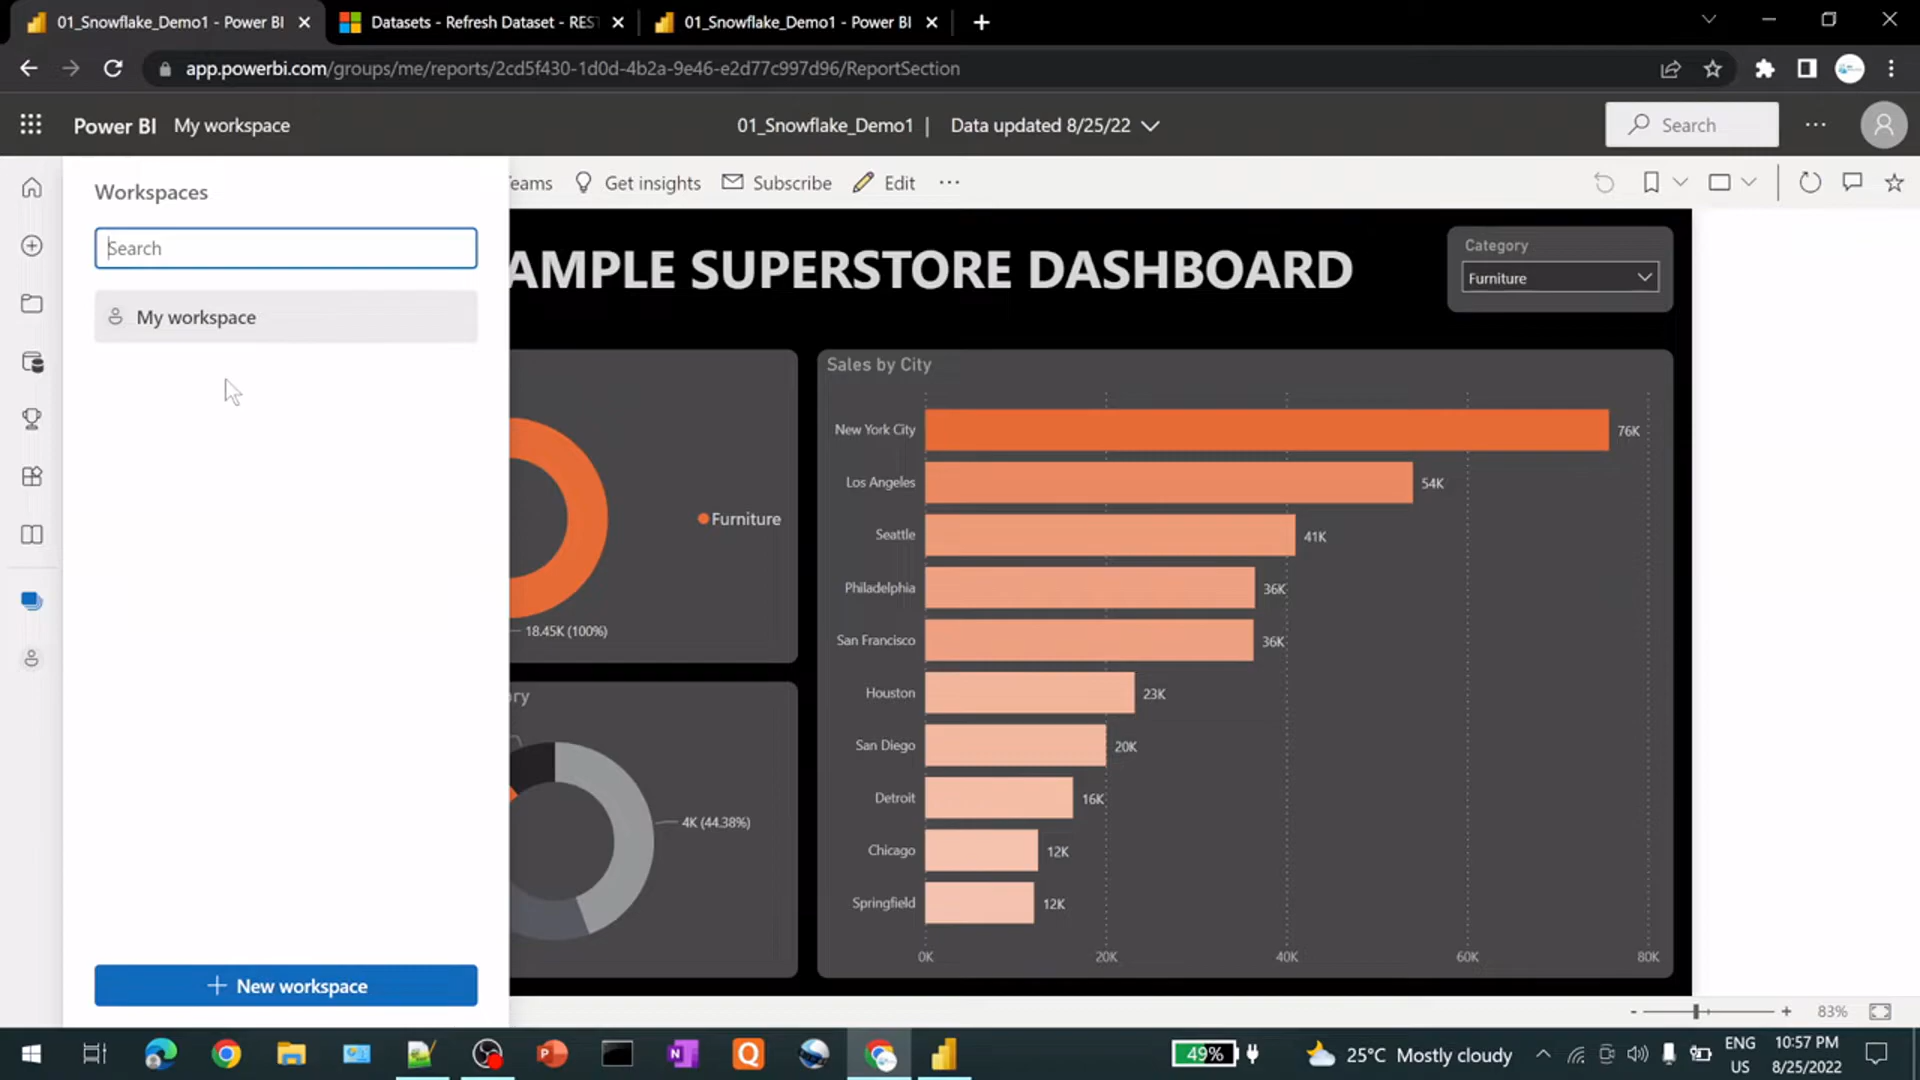 01_Snowflake_Demo1 - Power BI
Datasets - Refresh Dataset - RES
01_Snowflake_Demo1 - Power BI
app.powerbi.com/groups/me/reports/2cd5f430-1d0d-4b2a-9e46-e2d77c997d96/ReportSection
Power BI My workspace
01_Snowflake_Demo1 | Data updated 8/25/22
Search
Workspaces
Search
My workspace
New workspace
Teams
Get insights
Subscribe
Edit
AMPLE SUPERSTORE DASHBOARD
Category
Furniture
Furniture
18.45K (100%)
ory
4K (44.38%)
Sales by City
New York City 76K
Los Angeles 54K
Seattle 41K
Philadelphia 36K
San Francisco 36K
Houston 23K
San Diego 20K
Detroit 16K
Chicago 12K
Springfield 12K
0K 20K 40K 60K 80K
83%
49%
25°C Mostly cloudy
ENG
US
10:57 PM
8/25/2022